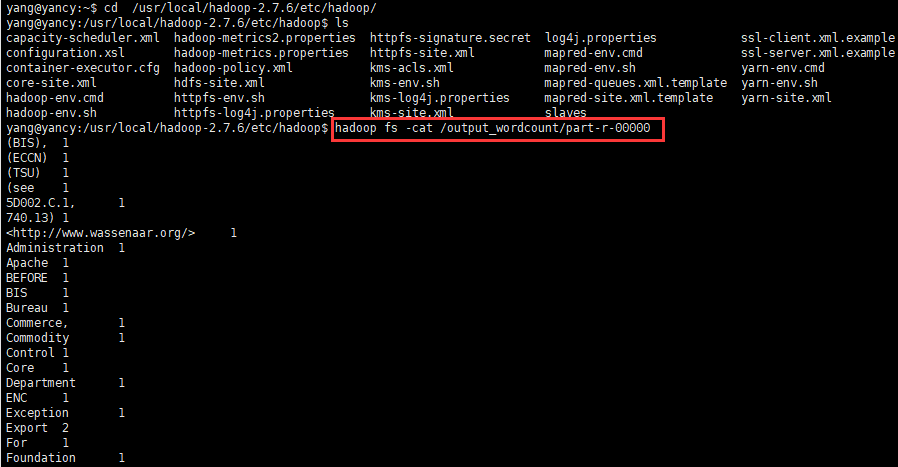 yang@yancy:~$ cd  /usr/local/hadoop-2.7.6/etc/hadoop/
yang@yancy:/usr/local/hadoop-2.7.6/etc/hadoop$ ls
capacity-scheduler.xml  hadoop-metrics2.properties  httpfs-signature.secret  log4j.properties            ssl-client.xml.example
configuration.xsl       hadoop-metrics.properties   httpfs-site.xml          mapred-env.cmd              ssl-server.xml.example
container-executor.cfg  hadoop-policy.xml           kms-acls.xml             mapred-env.sh               yarn-env.cmd
core-site.xml           hdfs-site.xml               kms-env.sh               mapred-queues.xml.template  yarn-env.sh
hadoop-env.cmd          httpfs-env.sh               kms-log4j.properties     mapred-site.xml.template    yarn-site.xml
hadoop-env.sh           httpfs-log4j.properties     kms-site.xml             slaves
yang@yancy:/usr/local/hadoop-2.7.6/etc/hadoop$ hadoop fs -cat /output_wordcount/part-r-00000
(BIS),  1
(ECCN)  1
(TSU)   1
(see    1
5D002.C.1,      1
740.13) 1
<http://www.wassenaar.org/>     1
Administration  1
Apache  1
BEFORE  1
BIS     1
Bureau  1
Commerce,       1
Commodity       1
Control 1
Core    1
Department      1
ENC     1
Exception       1
Export  2
For     1
Foundation      1